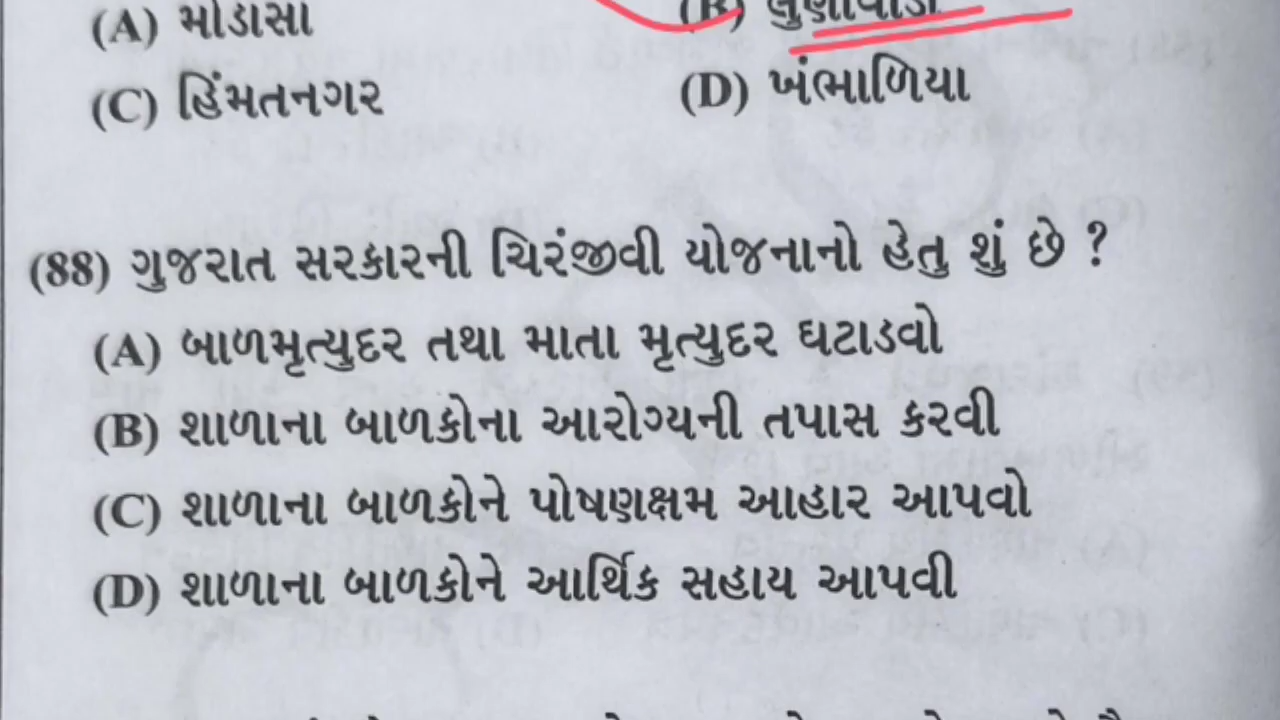 (A) મોડાસા (B) લુણાવાડા
(C) હિંમતનગર (D) ખંભાળિયા
(88) ગુજરાત સરકારની ચિરંજીવી યોજનાનો હેતુ શું છે ?
(A) બાળમૃત્યુદર તથા માતા મૃત્યુદર ઘટાડવો
(B) શાળાના બાળકોના આરોગ્યની તપાસ કરવી
(C) શાળાના બાળકોને પોષણક્ષમ આહાર આપવો
(D) શાળાના બાળકોને આર્થિક સહાય આપવી